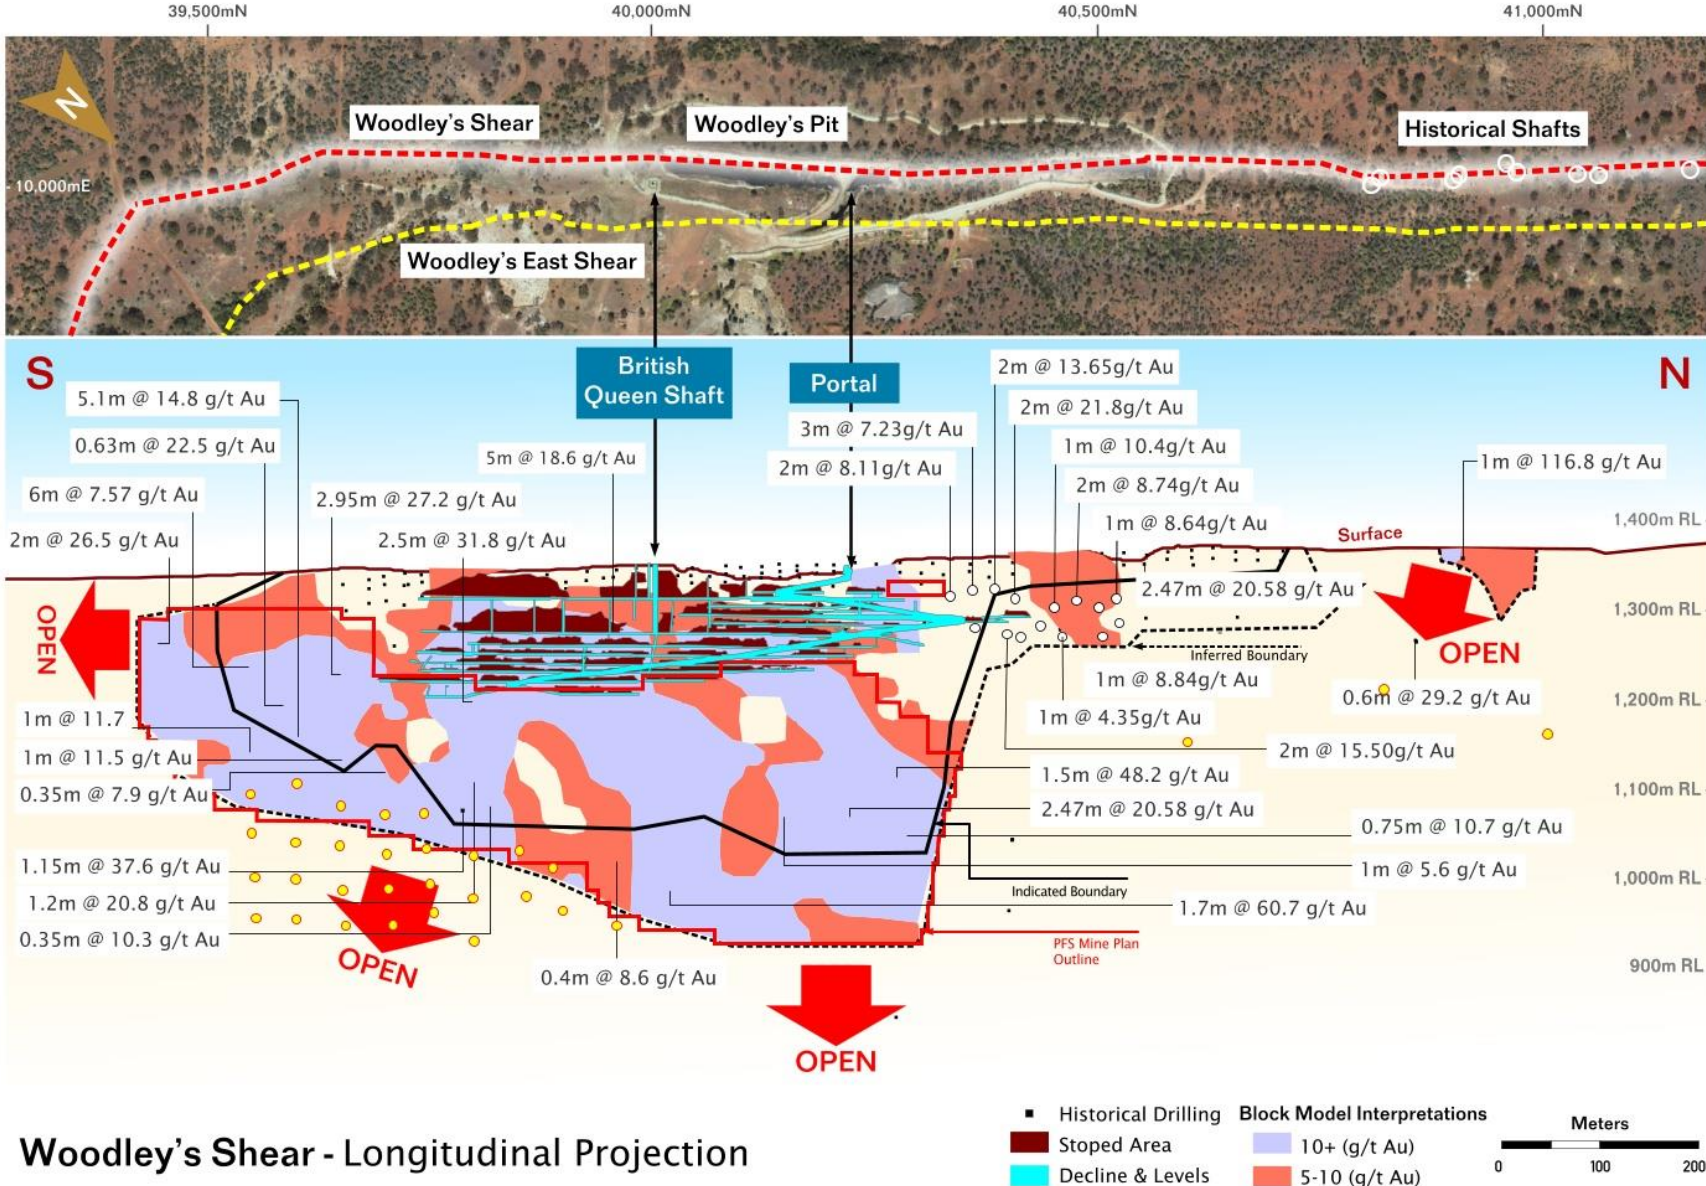 39,500mN
40,000mN
40,500mN
41,000mN
N
Woodley's Shear
Woodley's Pit
Historical Shafts
10,000mE
Woodley's East Shear
S
British
Queen Shaft
Portal
N
2m @ 13.65g/t Au
5.1m @ 14.8 g/t Au
2m @ 21.8g/t Au
3m @ 7.23g/t Au
0.63m @ 22.5 g/t Au
1m @ 10.4g/t Au
5m @ 18.6 g/t Au
2m @ 8.11g/t Au
1m @ 116.8 g/t Au
6m @ 7.57 g/t Au
2.95m @ 27.2 g/t Au
2m @ 8.74g/t Au
1m @ 8.64g/t Au
1,400m RL
2m @ 26.5 g/t Au
2.5m @ 31.8 g/t Au
Surface
2.47m @ 20.58 g/t Au
1,300m RL
OPEN
OPEN
Inferred Boundary
1m @ 8.84g/t Au
0.6m @ 29.2 g/t Au
1,200m RL
1m @ 11.7
1m @ 4.35g/t Au
2m @ 15.50g/t Au
1m @ 11.5 g/t Au
1.5m @ 48.2 g/t Au
0.35m @ 7.9 g/t Au
1,100m RL
2.47m @ 20.58 g/t Au
0.75m @ 10.7 g/t Au
1.15m @ 37.6 g/t Au
1m @ 5.6 g/t Au
1,000m RL
Indicated Boundary
1.2m @ 20.8 g/t Au
1.7m @ 60.7 g/t Au
0.35m @ 10.3 g/t Au
PFS Mine Plan
Outline
OPEN
0.4m @ 8.6 g/t Au
900m RL
OPEN
Woodley's Shear - Longitudinal Projection
Historical Drilling
Stoped Area
Decline & Levels
Block Model Interpretations
10+ (g/t Au)
5-10 (g/t Au)
Meters
0 100 200